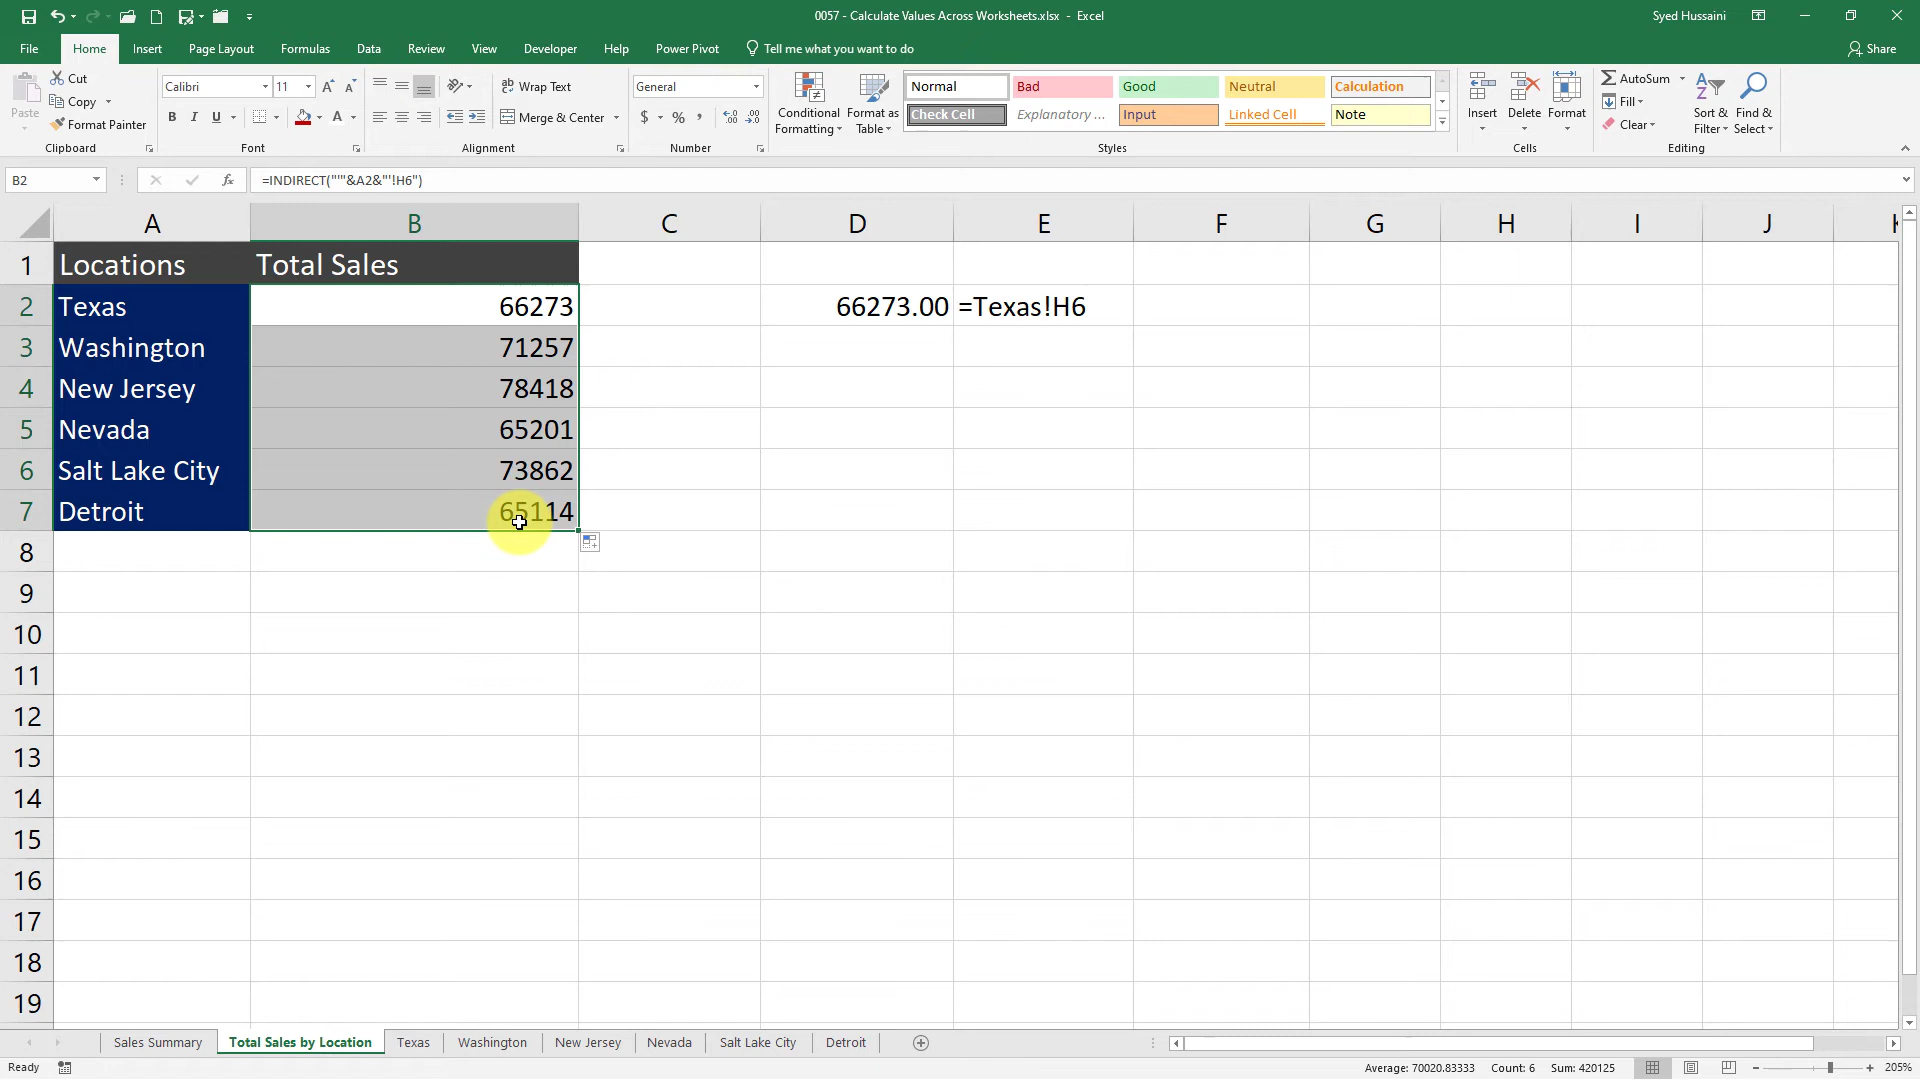 0057 - Calculate Values Across Worksheets.xlsx - Excel
Syed Hussaini
File Home Insert Page Layout Formulas Data Review View Developer Help Power Pivot Tell me what you want to do Share
Paste
Cut
Copy
Format Painter
Clipboard
Calibri 11
B I U
Font
Wrap Text
Merge & Center
Alignment
General
$ % ,
Number
Conditional Formatting
Format as Table
Normal Bad Good Neutral Calculation
Check Cell Explanatory ... Input Linked Cell Note
Styles
Insert Delete Format
Cells
AutoSum
Fill
Clear
Sort & Filter
Find & Select
Editing
B2 fx =INDIRECT("'"&A2&"'!H6")
A B C D E F G H I J K
1 Locations Total Sales
2 Texas 66273 66273.00 =Texas!H6
3 Washington 71257
4 New Jersey 78418
5 Nevada 65201
6 Salt Lake City 73862
7 Detroit 65114
8
9
10
11
12
13
14
15
16
17
18
19
Sales Summary Total Sales by Location Texas Washington New Jersey Nevada Salt Lake City Detroit
Ready Average: 70020.83333 Count: 6 Sum: 420125 205%